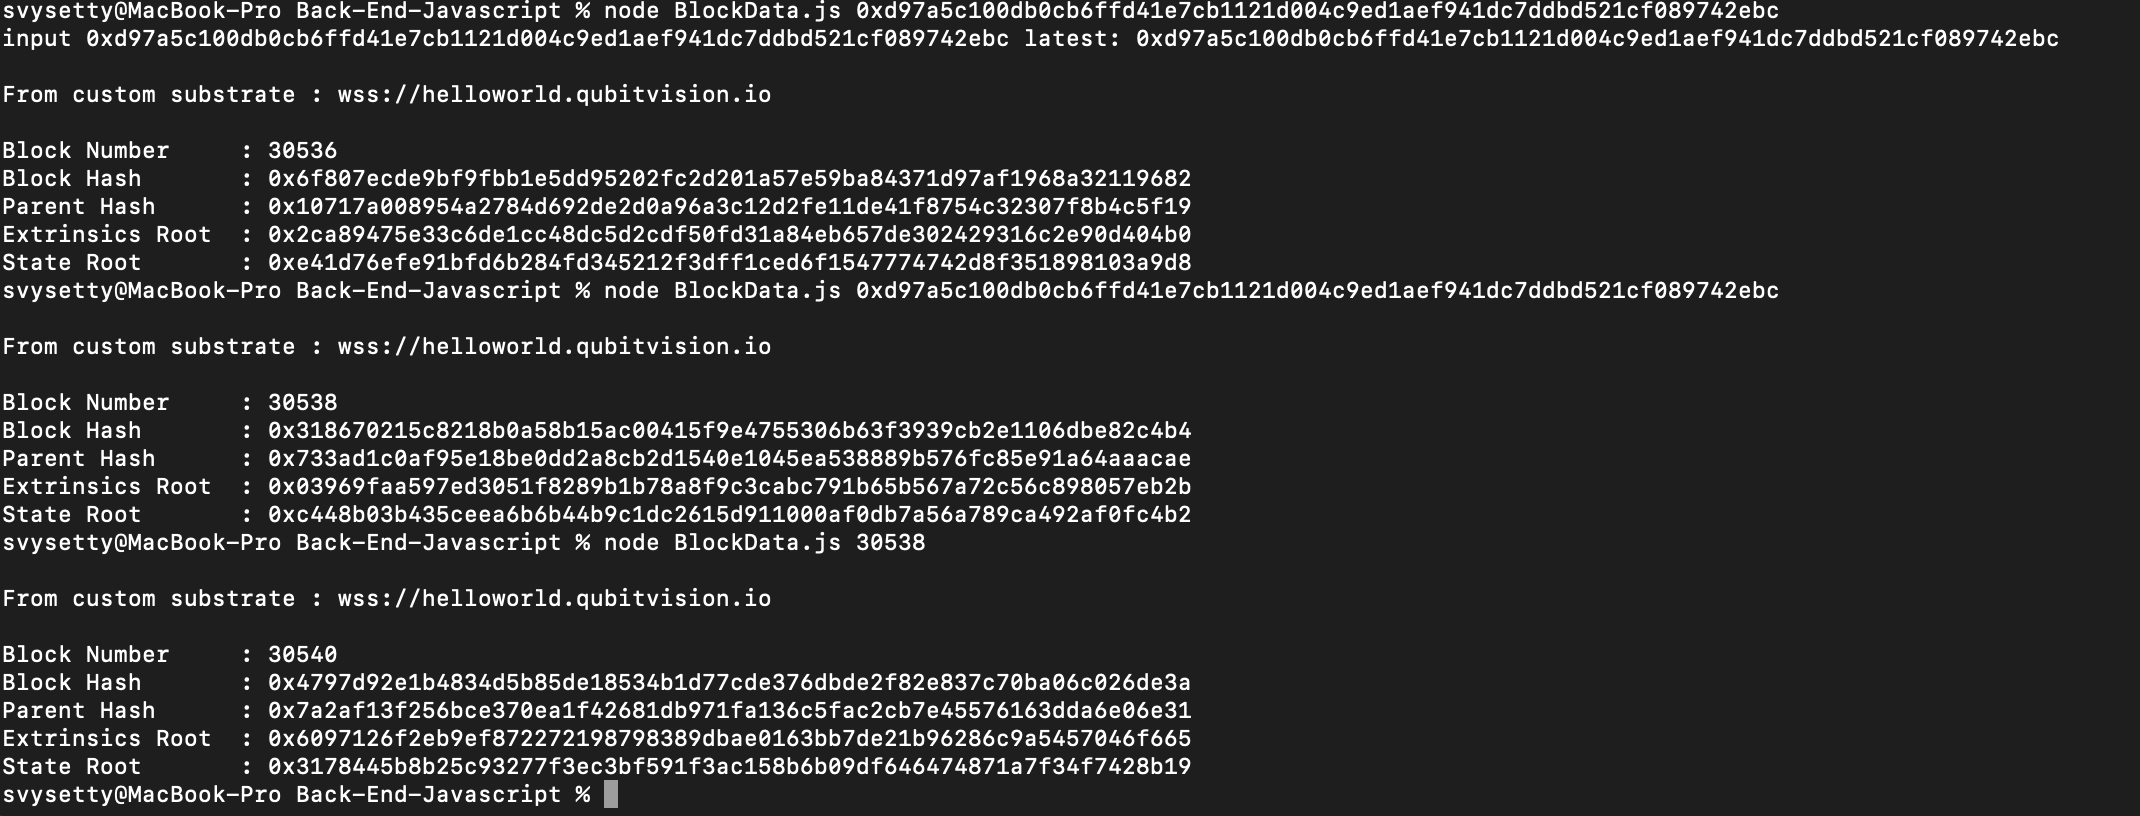 svysetty@MacBook-Pro Back-End-Javascript % node BlockData.js 0xd97a5c100db0cb6ffd41e7cb1121d004c9ed1aef941dc7ddbd521cf089742ebc
input 0xd97a5c100db0cb6ffd41e7cb1121d004c9ed1aef941dc7ddbd521cf089742ebc latest: 0xd97a5c100db0cb6ffd41e7cb1121d004c9ed1aef941dc7ddbd521cf089742ebc
From custom substrate : wss://helloworld.qubitvision.io
Block Number     : 30536
Block Hash       : 0x6f807ecde9bf9fbb1e5dd95202fc2d201a57e59ba84371d97af1968a32119682
Parent Hash      : 0x10717a008954a2784d692de2d0a96a3c12d2fe11de41f8754c32307f8b4c5f19
Extrinsics Root  : 0x2ca89475e33c6de1cc48dc5d2cdf50fd31a84eb657de302429316c2e90d404b0
State Root       : 0xe41d76efe91bfd6b284fd345212f3dff1ced6f1547774742d8f351898103a9d8
svysetty@MacBook-Pro Back-End-Javascript % node BlockData.js 0xd97a5c100db0cb6ffd41e7cb1121d004c9ed1aef941dc7ddbd521cf089742ebc
From custom substrate : wss://helloworld.qubitvision.io
Block Number     : 30538
Block Hash       : 0x318670215c8218b0a58b15ac00415f9e4755306b63f3939cb2e1106dbe82c4b4
Parent Hash      : 0x733ad1c0af95e18be0dd2a8cb2d1540e1045ea538889b576fc85e91a64aaacae
Extrinsics Root  : 0x03969faa597ed3051f8289b1b78a8f9c3cabc791b65b567a72c56c898057eb2b
State Root       : 0xc448b03b435ceea6b6b44b9c1dc2615d911000af0db7a56a789ca492af0fc4b2
svysetty@MacBook-Pro Back-End-Javascript % node BlockData.js 30538
From custom substrate : wss://helloworld.qubitvision.io
Block Number     : 30540
Block Hash       : 0x4797d92e1b4834d5b85de18534b1d77cde376dbde2f82e837c70ba06c026de3a
Parent Hash      : 0x7a2af13f256bce370ea1f42681db971fa136c5fac2cb7e45576163dda6e06e31
Extrinsics Root  : 0x6097126f2eb9ef872272198798389dbae0163bb7de21b96286c9a5457046f665
State Root       : 0x3178445b8b25c93277f3ec3bf591f3ac158b6b09df646474871a7f34f7428b19
svysetty@MacBook-Pro Back-End-Javascript %